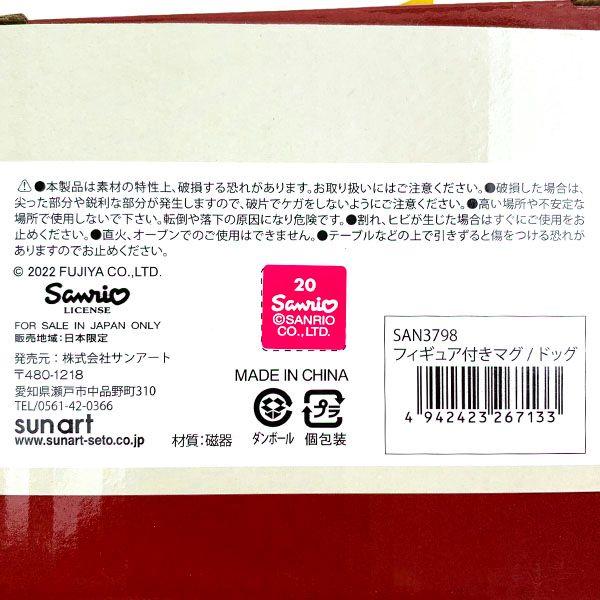 ⚠●本製品は素材の特性上、破損する恐れがあります。お取り扱いにはご注意ください。●破損した場合は、
尖った部分や鋭利な部分が発生しますので、破片でケガをしないようにご注意ください。●高い場所や不安定な
場所で使用しないで下さい。転倒や落下の原因になり危険です。●割れ、ヒビが生じた場合はすぐにご使用をお
止めください。●直火、オーブンでのご使用はできません。●テーブルなどの上で引きずると傷をつける恐れが
ありますのでお止めください。
© 2022 FUJIYA CO.,LTD.
Sanrio
LICENSE
FOR SALE IN JAPAN ONLY
販売地域:日本限定
発売元:株式会社サンアート
〒480-1218
愛知県瀬戸市中品野町310
TEL/0561-42-0366
sunart
www.sunart-seto.co.jp
材質:磁器
20
Sanrio
©SANRIO
CO.,LTD.
MADE IN CHINA
プラ
ダンボール 個包装
SAN3798
フィギュア付きマグ/ドッグ
4 942423 267133